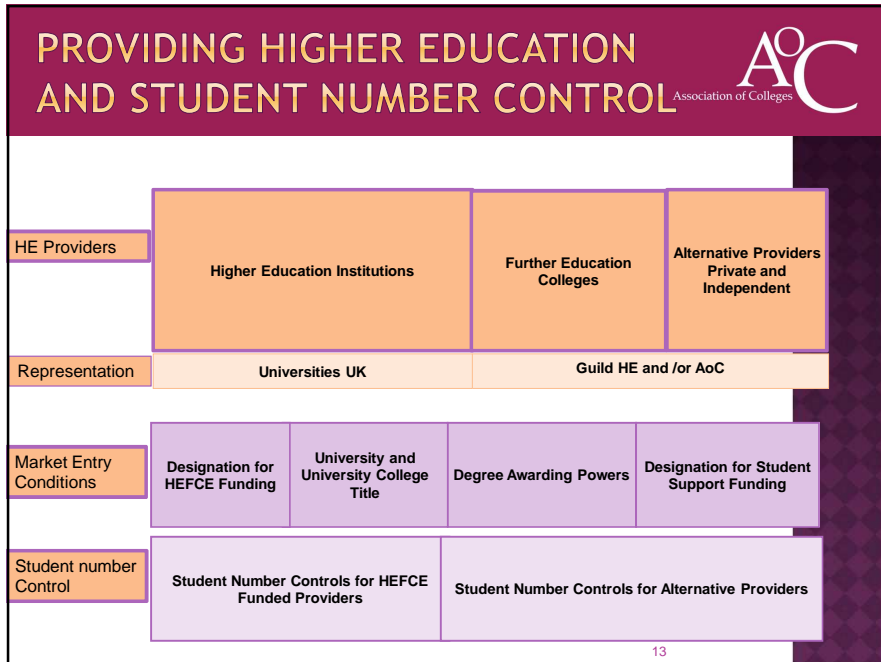 PROVIDING HIGHER EDUCATION
AND STUDENT NUMBER CONTROL
AOC
Association of Colleges
HE Providers
Higher Education Institutions
Further Education
Colleges
Alternative Providers
Private and
Independent
Representation
Universities UK
Guild HE and /or AoC
Market Entry
Conditions
Designation for
HEFCE Funding
University and
University College
Title
Degree Awarding Powers
Designation for Student
Support Funding
Student number
Control
Student Number Controls for HEFCE
Funded Providers
Student Number Controls for Alternative Providers
13